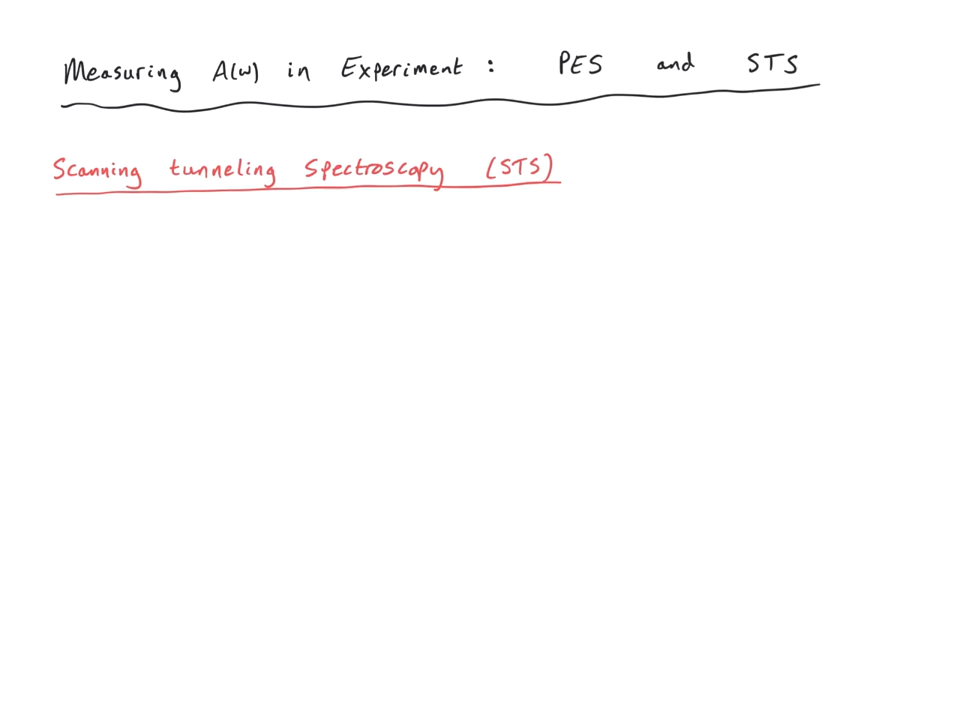 Measuring A(ω) in Experiment : PES and STS
Scanning tunneling Spectroscopy (STS)